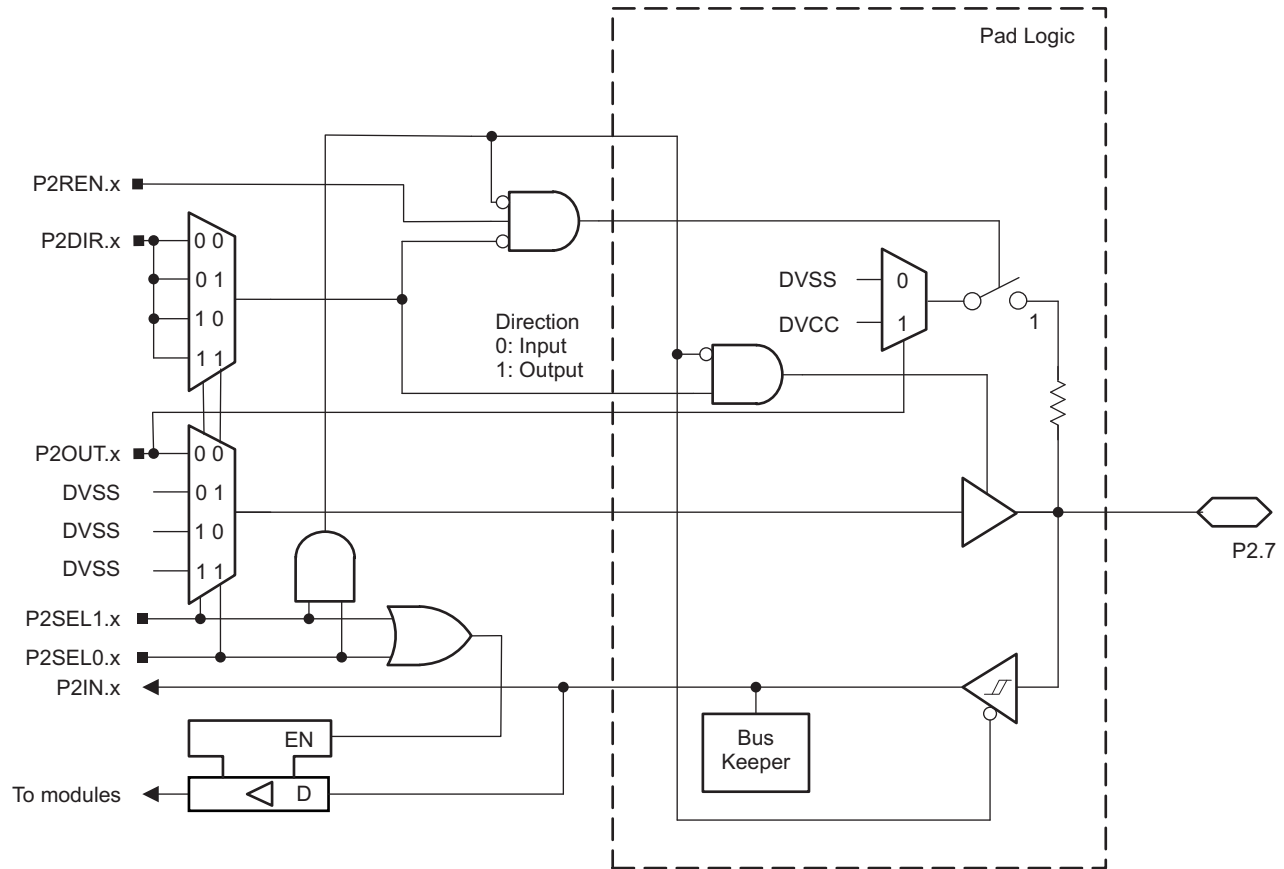 Pad Logic
P2REN.x
P2DIR.x
0 0
0 1
1 0
1 1
DVSS
0
DVCC
1
1
Direction
0: Input
1: Output
P2OUT.x
0 0
DVSS
0 1
DVSS
1 0
DVSS
1 1
P2.7
P2SEL1.x
P2SEL0.x
P2IN.x
EN
Bus
Keeper
To modules
D